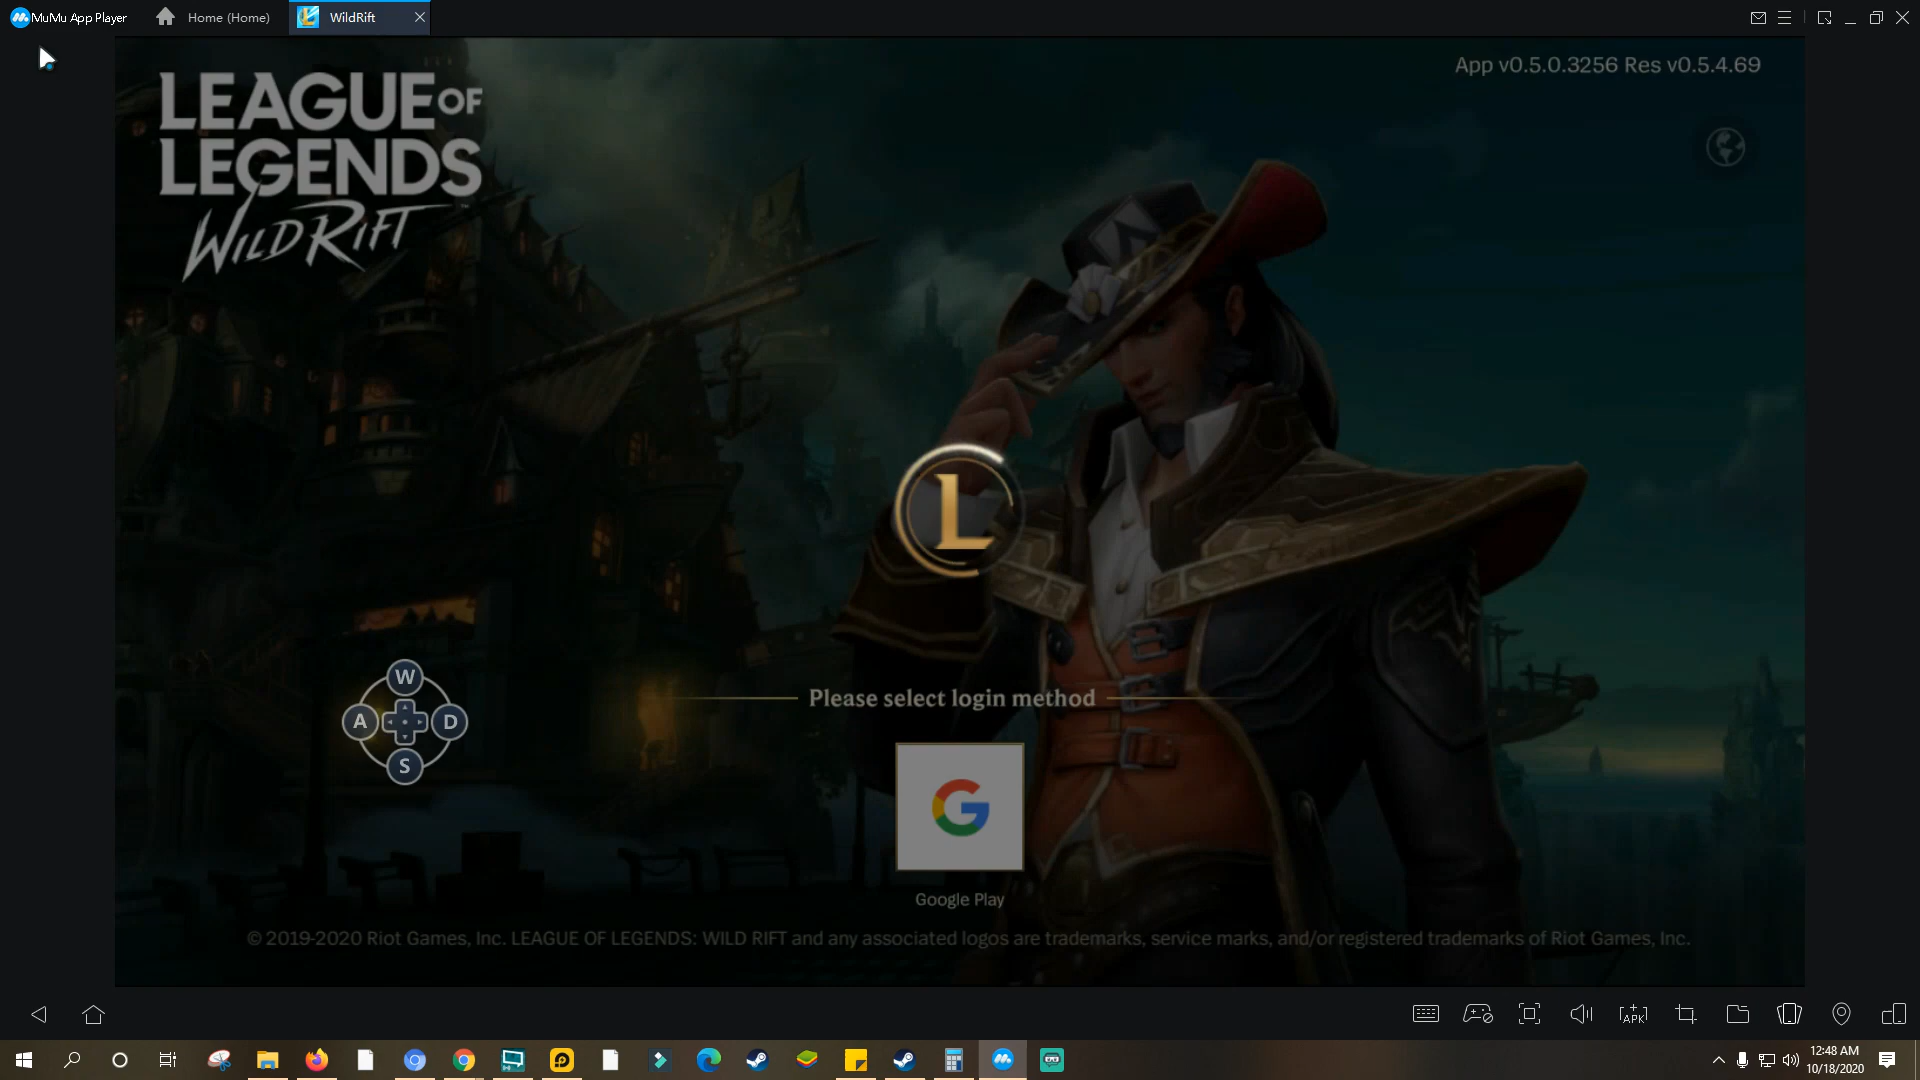 MuMu App Player
Home (Home)
WildRift
LEAGUE OF
LEGENDS
WILD RIFT
App v0.5.0.3256 Res v0.5.4.69
L
W
A
D
S
Please select login method
G
Google Play
© 2019-2020 Riot Games, Inc. LEAGUE OF LEGENDS: WILD RIFT and any associated logos are trademarks, service marks, and/or registered trademarks of Riot Games, Inc.
APK
12:48 AM
10/18/2020